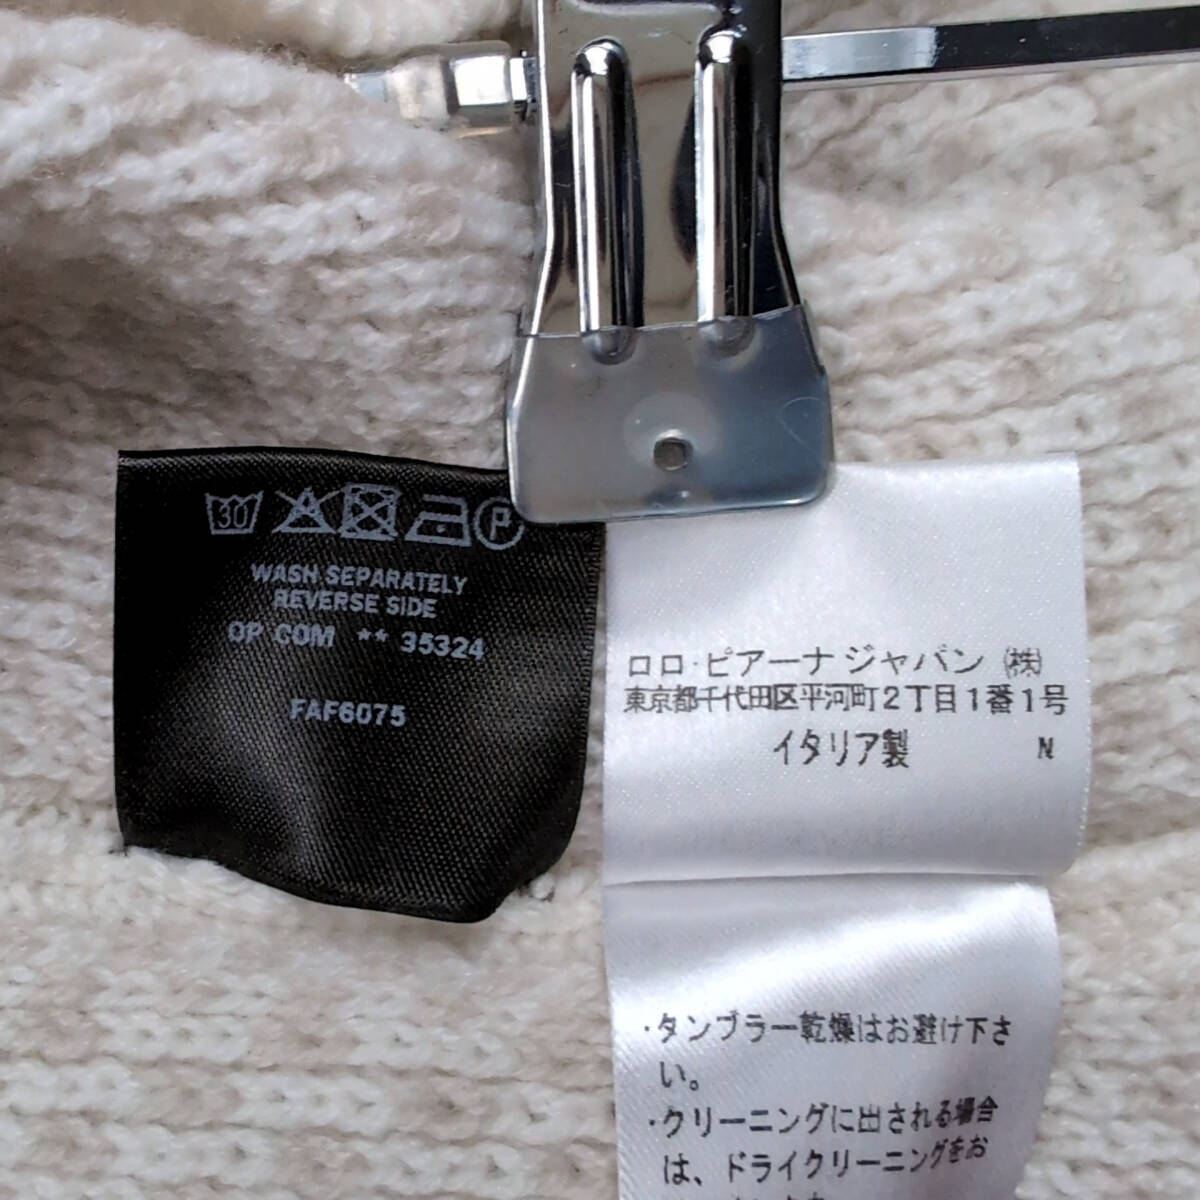 30
P
WASH SEPARATELY
REVERSE SIDE
OP COM ** 35324
FAF6075
ロロ・ピアーナジャパン ㈱
東京都千代田区平河町2丁目1番1号
イタリア製 N
・タンブラー乾燥はお避け下さ
い。
・クリーニングに出される場合
は、ドライクリーニングをお